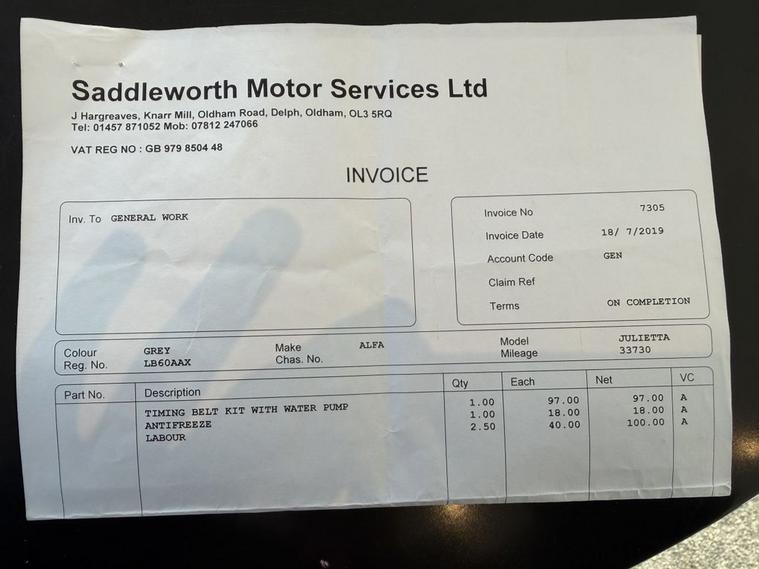 Saddleworth Motor Services Ltd
J Hargreaves, Knarr Mill, Oldham Road, Delph, Oldham, OL3 5RQ
Tel: 01457 871052 Mob: 07812 247066
VAT REG NO : GB 979 8504 48
INVOICE
Inv. To GENERAL WORK
Invoice No 7305
Invoice Date 18/ 7/2019
Account Code GEN
Claim Ref
Terms ON COMPLETION
Colour GREY Make ALFA Model JULIETTA
Reg. No. LB60AAX Chas. No. Mileage 33730
Part No. Description Qty Each Net VC
TIMING BELT KIT WITH WATER PUMP 1.00 97.00 97.00 A
ANTIFREEZE 1.00 18.00 18.00 A
LABOUR 2.50 40.00 100.00 A